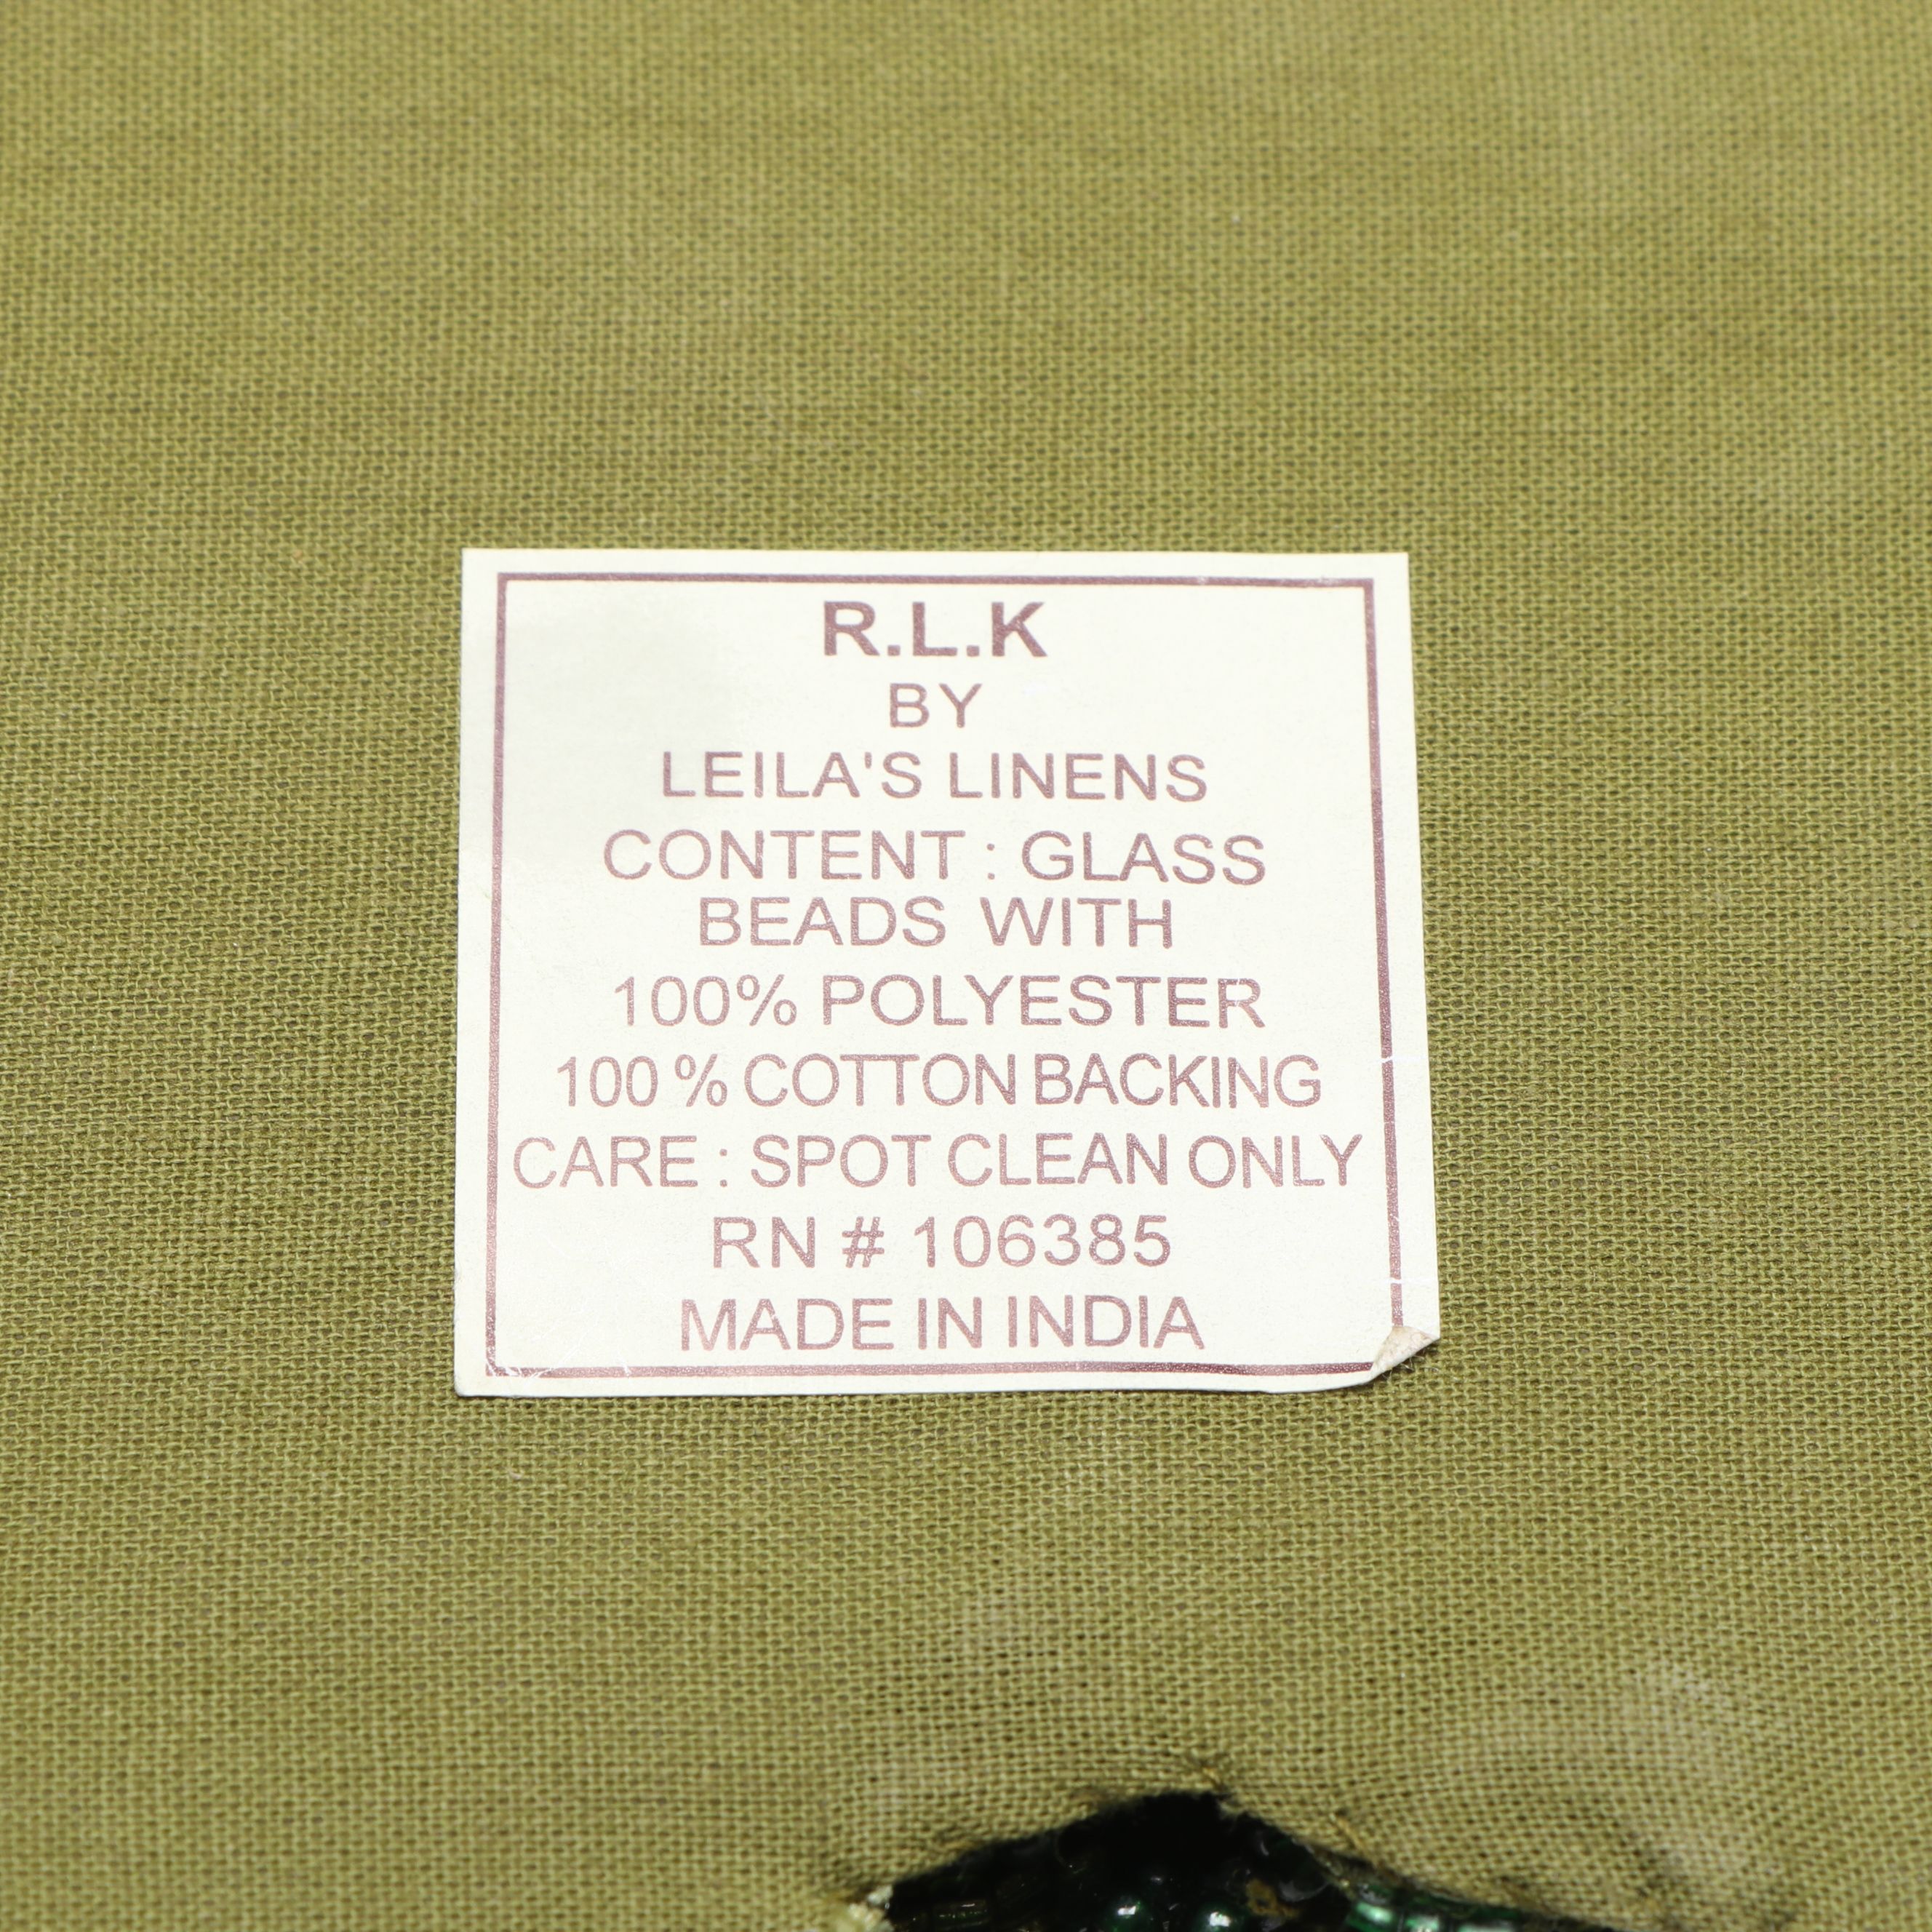 R.L.K
BY
LEILA'S LINENS
CONTENT : GLASS
BEADS WITH
100% POLYESTER
100 % COTTON BACKING
CARE : SPOT CLEAN ONLY
RN # 106385
MADE IN INDIA